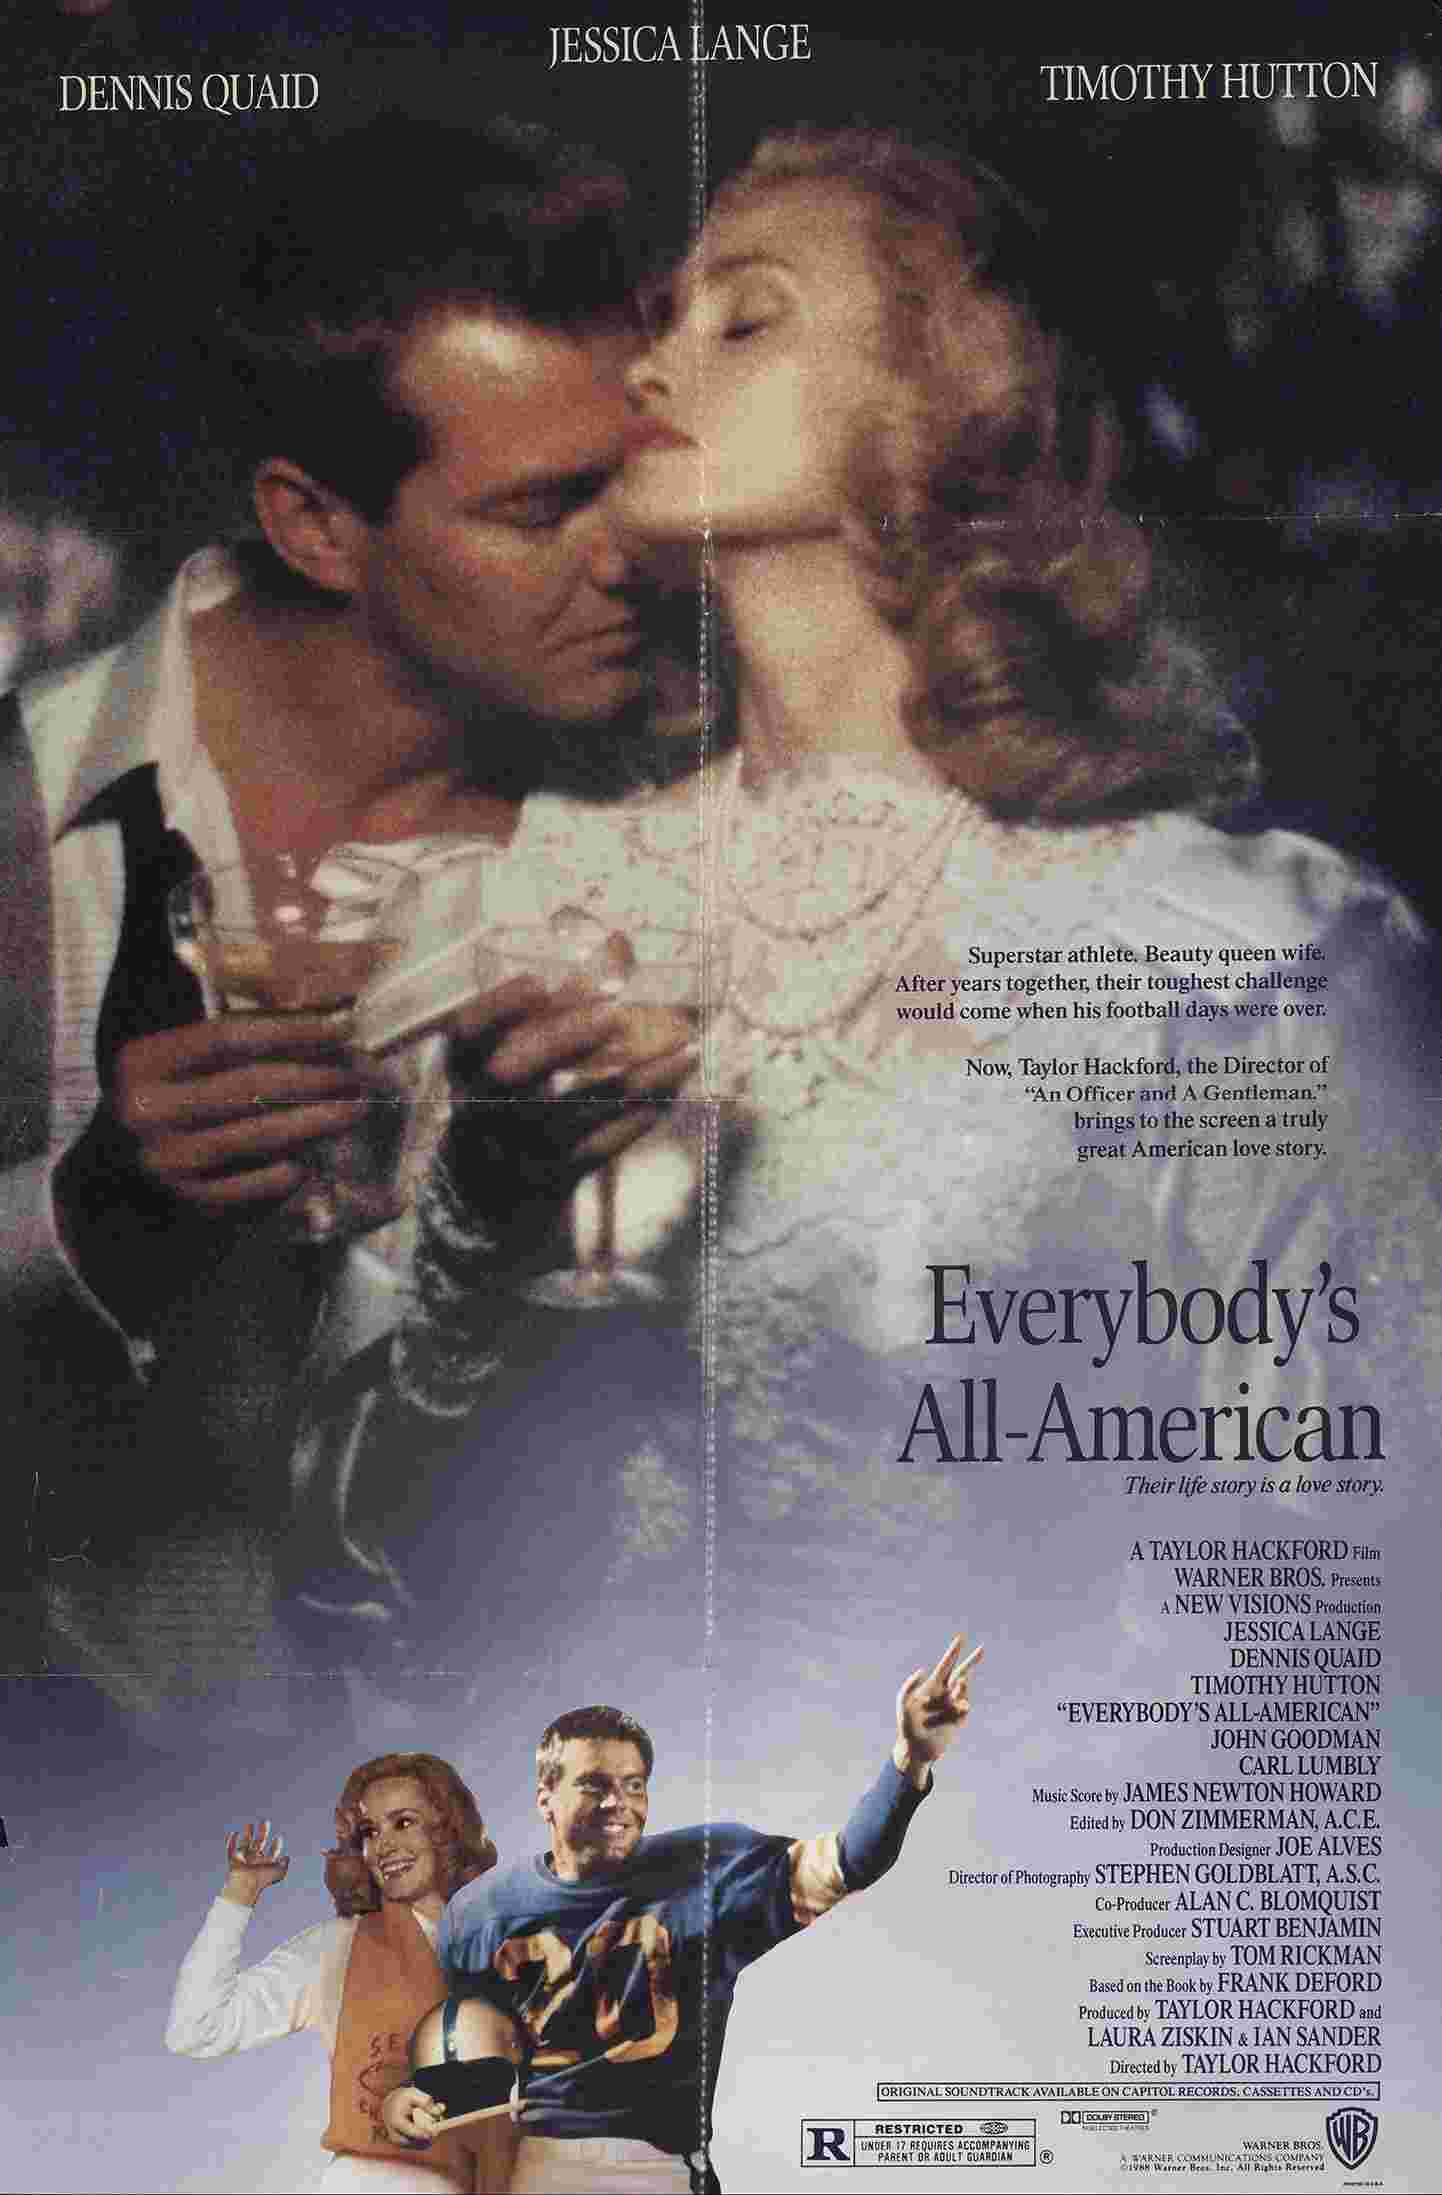 JESSICA LANGE
DENNIS QUAID
TIMOTHY HUTTON
Superstar athlete. Beauty queen wife.
After years together, their toughest challenge
would come when his football days were over.
Now, Taylor Hackford, the Director of
“An Officer and A Gentleman.”
brings to the screen a truly
great American love story.
Everybody’s
All-American
Their life story is a love story.
A TAYLOR HACKFORD Film
WARNER BROS. Presents
A NEW VISIONS Production
JESSICA LANGE
DENNIS QUAID
TIMOTHY HUTTON
“EVERYBODY’S ALL-AMERICAN”
JOHN GOODMAN
CARL LUMBLY
Music Score by JAMES NEWTON HOWARD
Edited by DON ZIMMERMAN, A.C.E.
Production Designer JOE ALVES
Director of Photography STEPHEN GOLDBLATT, A.S.C.
Co-Producer ALAN C. BLOMQUIST
Executive Producer STUART BENJAMIN
Screenplay by TOM RICKMAN
Based on the Book by FRANK DEFORD
Produced by TAYLOR HACKFORD and
LAURA ZISKIN & IAN SANDER
Directed by TAYLOR HACKFORD
20
ORIGINAL SOUNDTRACK AVAILABLE ON CAPITOL RECORDS, CASSETTES AND CD’s.
R RESTRICTED
UNDER 17 REQUIRES ACCOMPANYING
PARENT OR ADULT GUARDIAN ®
DOLBY STEREO ®
IN SELECTED THEATRES
WB
WARNER BROS.
A WARNER COMMUNICATIONS COMPANY
©1988 Warner Bros. Inc. All Rights Reserved